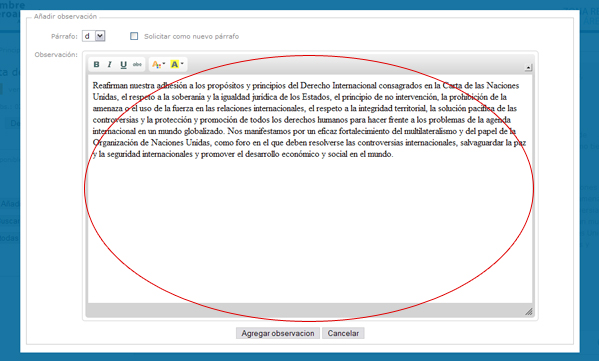 Añadir observación
Párrafo: d Solicitar como nuevo párrafo
Observación:
B I U abc A A
Reafirman nuestra adhesión a los propósitos y principios del Derecho Internacional consagrados en la Carta de las Naciones
Unidas, el respeto a la soberania y la igualdad jurídica de los Estados, el principio de no intervención, la prohibición de la
amenaza o el uso de la fuerza en las relaciones internacionales, el respeto a la integridad territorial, la solución pacífica de las
controversias y la protección y promoción de todos los derechos humanos para hacer frente a los problemas de la agenda
internacional en un mundo globalizado. Nos manifestamos por un eficaz fortalecimiento del multilateralismo y del papel de la
Organización de Naciones Unidas, como foro en el que deben resolverse las controversias internacionales, salvaguardar la paz
y la seguridad internacionales y promover el desarrollo económico y social en el mundo.
Agregar observacion Cancelar